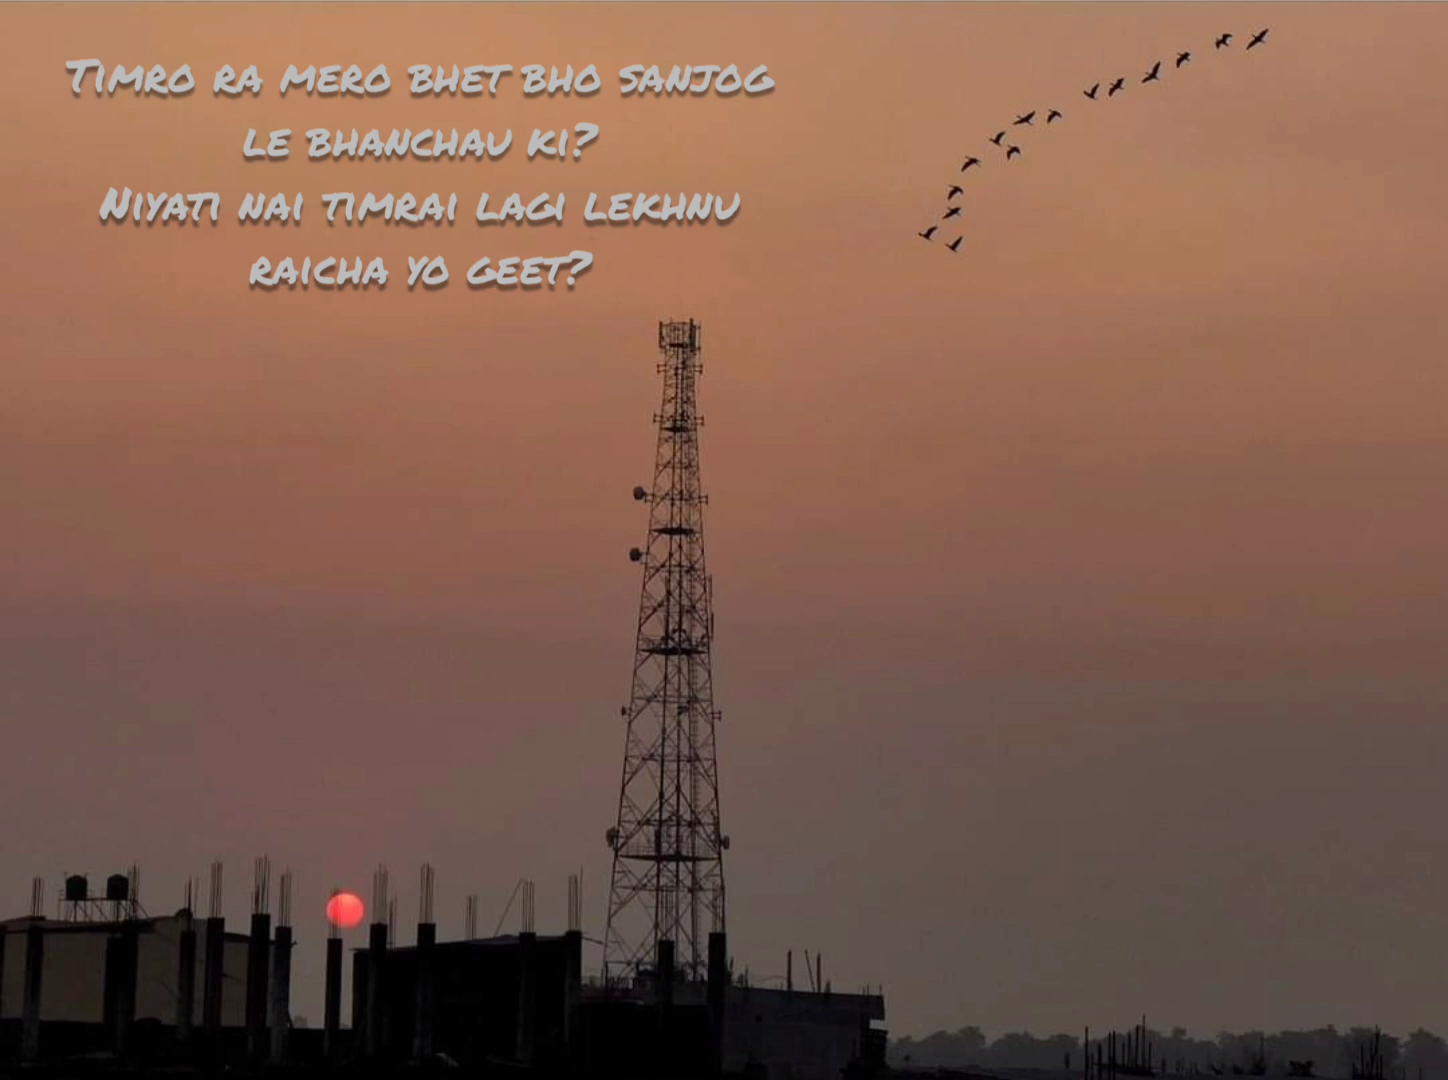 Timro ra mero bhet bho sanjog
le bhanchau ki?
Niyati nai timrai lagi lekhnu
raicha yo geet?